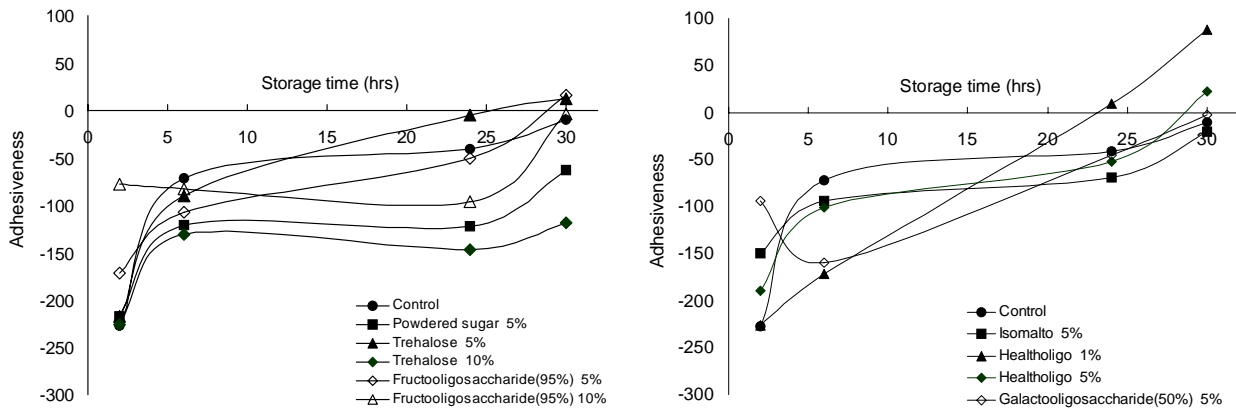 100
50
0
-50
-100
-150
-200
-250
-300
Adhesiveness
Storage time (hrs)
0 5 10 15 20 25 30
Control
Powdered sugar 5%
Trehalose 5%
Trehalose 10%
Fructooligosaccharide(95%) 5%
Fructooligosaccharide(95%) 10%
100
50
0
-50
-100
-150
-200
-250
-300
Adhesiveness
Storage time (hrs)
0 5 10 15 20 25 30
Control
Isomalto 5%
Healtholigo 1%
Healtholigo 5%
Galactooligosaccharide(50%) 5%